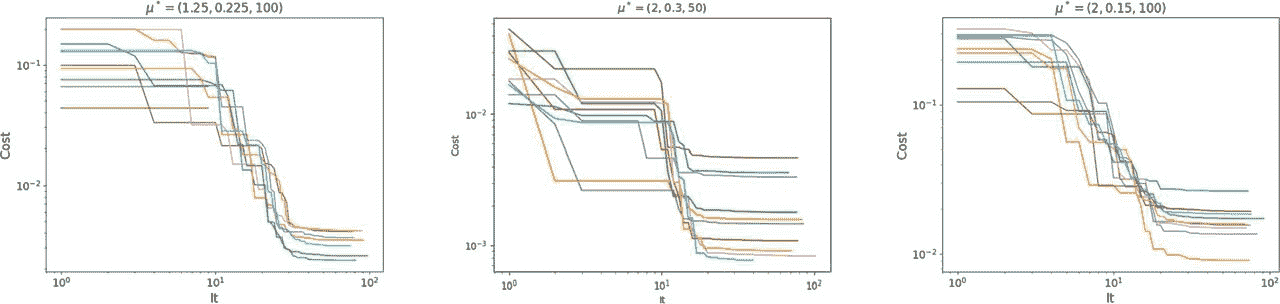 μ* = (1.25, 0.225, 100)
Cost
10⁻¹
10⁻²
10⁰
10¹
10²
It
μ* = (2, 0.3, 50)
Cost
10⁻²
10⁻³
10⁰
10¹
10²
It
μ* = (2, 0.15, 100)
Cost
10⁻¹
10⁻²
10⁰
10¹
10²
It